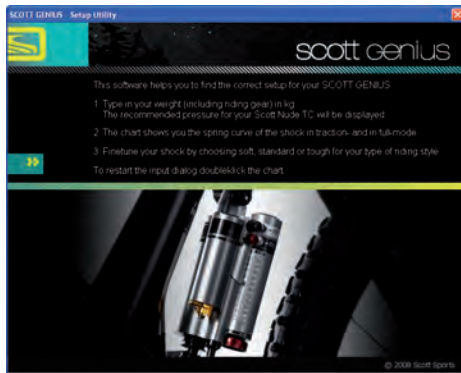 SCOTT GENIUS - Setup Utility
scott Genius
This software helps you to find the correct setup for your SCOTT GENIUS
1 Type in your weight (including riding gear) in kg
The recommended pressure for your Scott Nude TC will be displayed
2 The chart shows you the spring curve of the shock in traction- and in full-mode
3 Finetune your shock by choosing soft, standard or tough for your type of riding style
To restart the input dialog doubleklick the chart
© 2008 Scott Sports